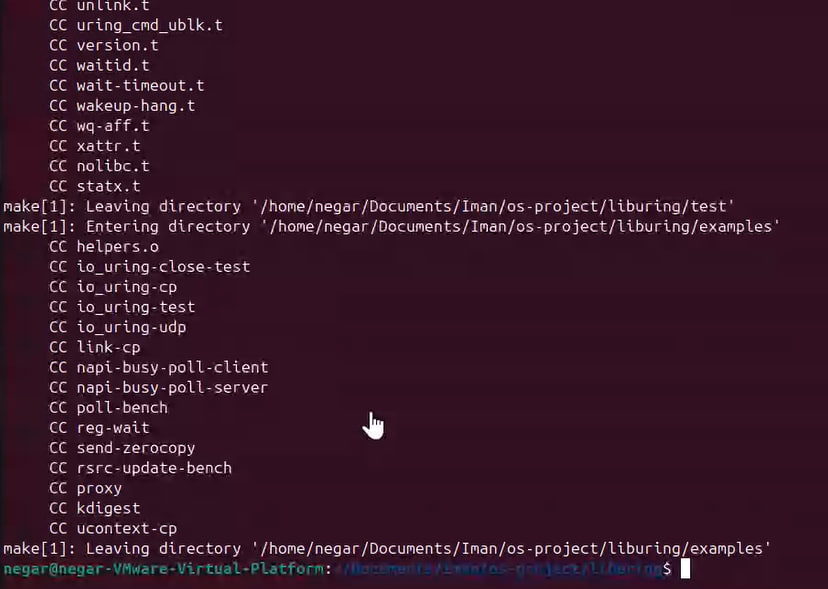 CC unlink.t
CC uring_cmd_ublk.t
CC version.t
CC waitid.t
CC wait-timeout.t
CC wakeup-hang.t
CC wq-aff.t
CC xattr.t
CC nolibc.t
CC statx.t
make[1]: Leaving directory '/home/negar/Documents/Iman/os-project/liburing/test'
make[1]: Entering directory '/home/negar/Documents/Iman/os-project/liburing/examples'
CC helpers.o
CC io_uring-close-test
CC io_uring-cp
CC io_uring-test
CC io_uring-udp
CC link-cp
CC napi-busy-poll-client
CC napi-busy-poll-server
CC poll-bench
CC reg-wait
CC send-zerocopy
CC rsrc-update-bench
CC proxy
CC kdigest
CC ucontext-cp
make[1]: Leaving directory '/home/negar/Documents/Iman/os-project/liburing/examples'
negar@negar-VMware-Virtual-Platform:~/Documents/Iman/os-project/liburing$